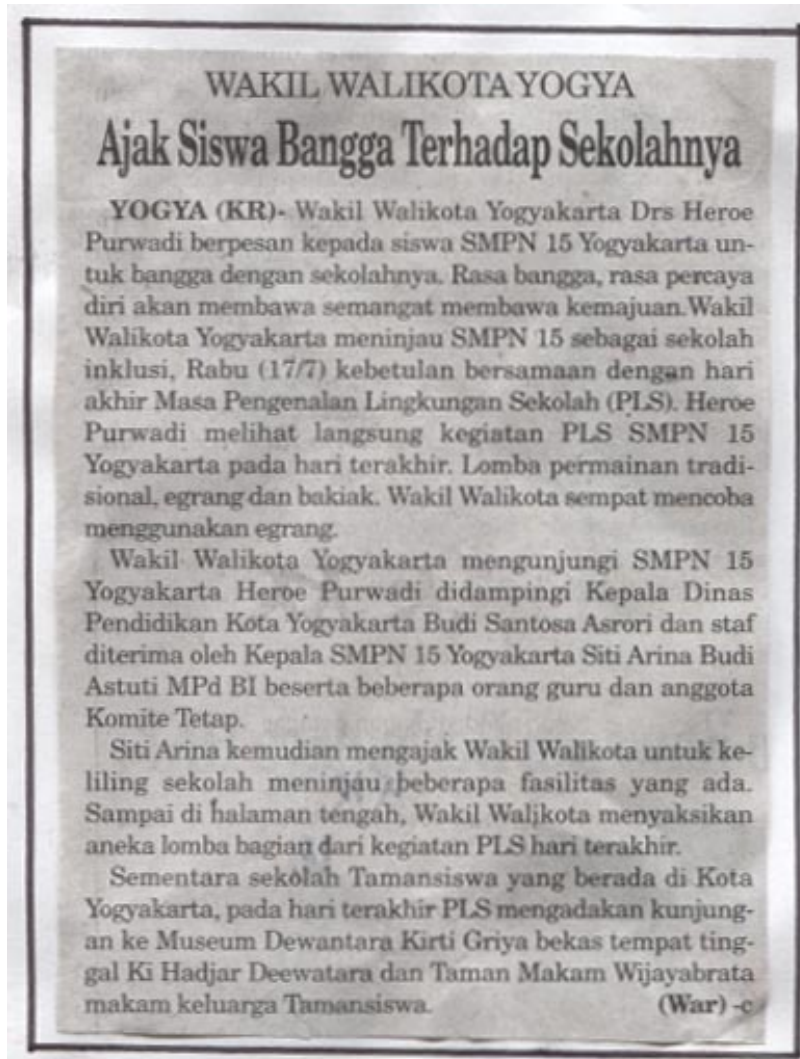 WAKIL WALIKOTA YOGYA
Ajak Siswa Bangga Terhadap Sekolahnya
YOGYA (KR)- Wakil Walikota Yogyakarta Drs Heroe
Purwadi berpesan kepada siswa SMPN 15 Yogyakarta un-
tuk bangga dengan sekolahnya. Rasa bangga, rasa percaya
diri akan membawa semangat membawa kemajuan.Wakil
Walikota Yogyakarta meninjau SMPN 15 sebagai sekolah
inklusi, Rabu (17/7) kebetulan bersamaan dengan hari
akhir Masa Pengenalan Lingkungan Sekolah (PLS). Heroe
Purwadi melihat langsung kegiatan PLS SMPN 15
Yogyakarta pada hari terakhir. Lomba permainan tradi-
sional, egrang dan bakiak. Wakil Walikota sempat mencoba
menggunakan egrang.
Wakil Walikota Yogyakarta mengunjungi SMPN 15
Yogyakarta Heroe Purwadi didampingi Kepala Dinas
Pendidikan Kota Yogyakarta Budi Santosa Asrori dan staf
diterima oleh Kepala SMPN 15 Yogyakarta Siti Arina Budi
Astuti MPd BI beserta beberapa orang guru dan anggota
Komite Tetap.
Siti Arina kemudian mengajak Wakil Walikota untuk ke-
liling sekolah meninjau beberapa fasilitas yang ada.
Sampai di halaman tengah, Wakil Walikota menyaksikan
aneka lomba bagian dari kegiatan PLS hari terakhir.
Sementara sekolah Tamansiswa yang berada di Kota
Yogyakarta, pada hari terakhir PLS mengadakan kunjung-
an ke Museum Dewantara Kirti Griya bekas tempat ting-
gal Ki Hadjar Deewatara dan Taman Makam Wijayabrata
makam keluarga Tamansiswa. (War) -c